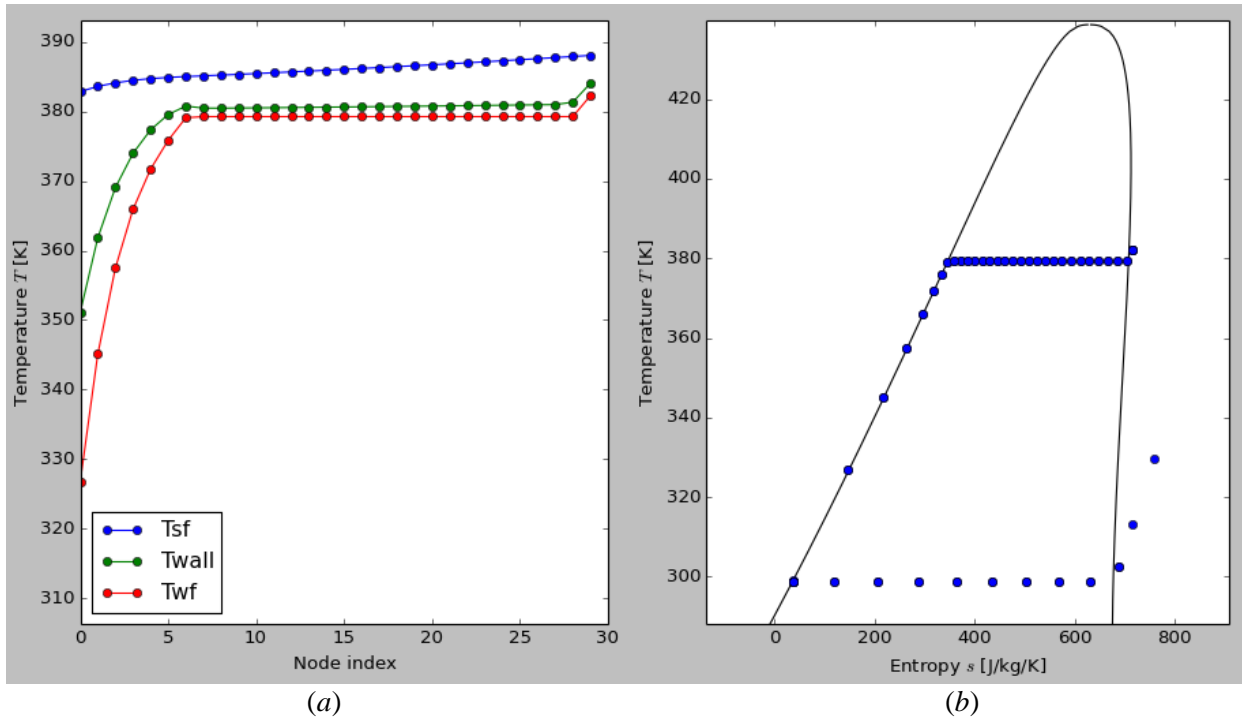 390
380
370
360
350
340
330
320
310
Temperature T [K]
Tsf
Twall
Twf
0 5 10 15 20 25 30
Node index
(a)
420
400
380
360
340
320
300
Temperature T [K]
0 200 400 600 800
Entropy s [J/kg/K]
(b)